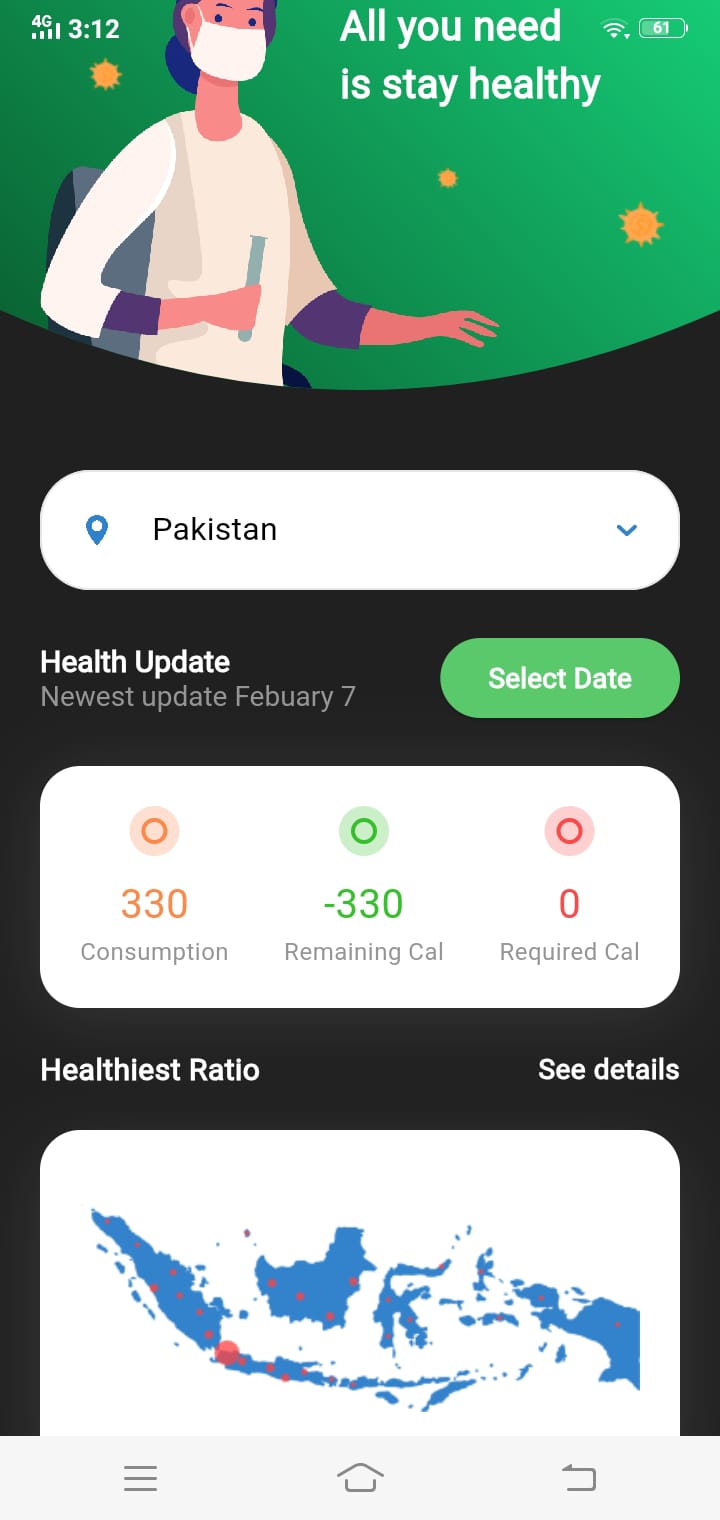 4G 3:12
61
All you need
is stay healthy
Pakistan
Health Update
Newest update Febuary 7
Select Date
330
-330
0
Consumption
Remaining Cal
Required Cal
Healthiest Ratio
See details